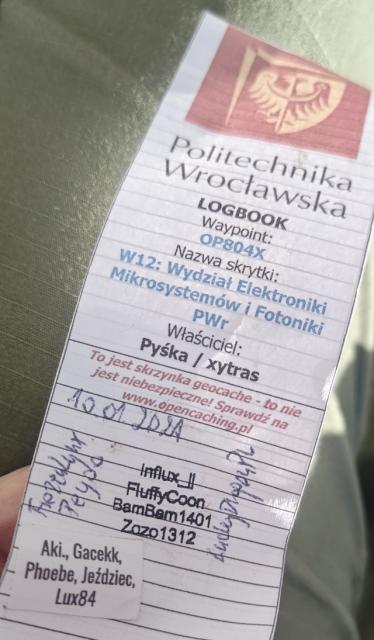 Politechnika
Wrocławska
LOGBOOK
Waypoint:
OP804X
Nazwa skrytki:
W12: Wydział Elektroniki
Mikrosystemów i Fotoniki
PWr
Właściciel:
Pyśka / xytras
To jest skrzynka geocache - to nie
jest niebezpieczne! Sprawdź na
www.opencaching.pl
10 01 2021
Influx_II
FluffyCoon
BamBam1401
Zozo1312
Aki., Gacekk,
Phoebe, Jeździec,
Lux84